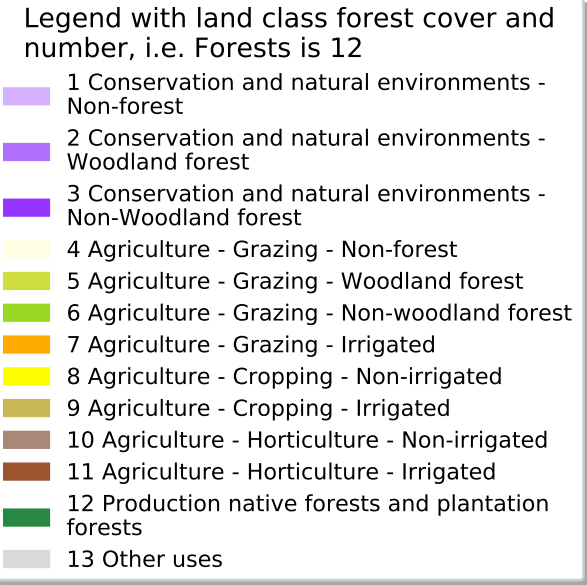 Legend with land class forest cover and
number, i.e. Forests is 12
1 Conservation and natural environments -
Non-forest
2 Conservation and natural environments -
Woodland forest
3 Conservation and natural environments -
Non-Woodland forest
4 Agriculture - Grazing - Non-forest
5 Agriculture - Grazing - Woodland forest
6 Agriculture - Grazing - Non-woodland forest
7 Agriculture - Grazing - Irrigated
8 Agriculture - Cropping - Non-irrigated
9 Agriculture - Cropping - Irrigated
10 Agriculture - Horticulture - Non-irrigated
11 Agriculture - Horticulture - Irrigated
12 Production native forests and plantation
forests
13 Other uses